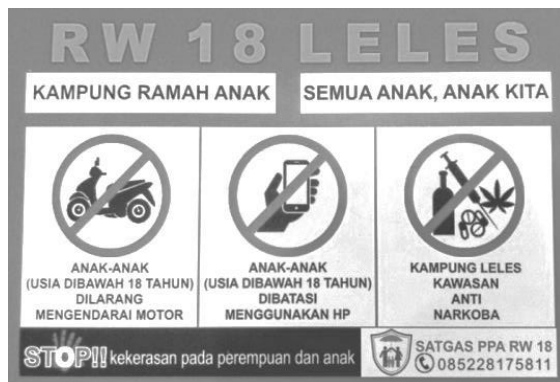 RW 18 LELES
KAMPUNG RAMAH ANAK
SEMUA ANAK, ANAK KITA
ANAK-ANAK
(USIA DIBAWAH 18 TAHUN)
DILARANG
MENGENDARAI MOTOR
ANAK-ANAK
(USIA DIBAWAH 18 TAHUN)
DIBATASI
MENGGUNAKAN HP
KAMPUNG LELES
KAWASAN
ANTI
NARKOBA
STOP!! kekerasan pada perempuan dan anak
SATGAS PPA RW 18
085228175811